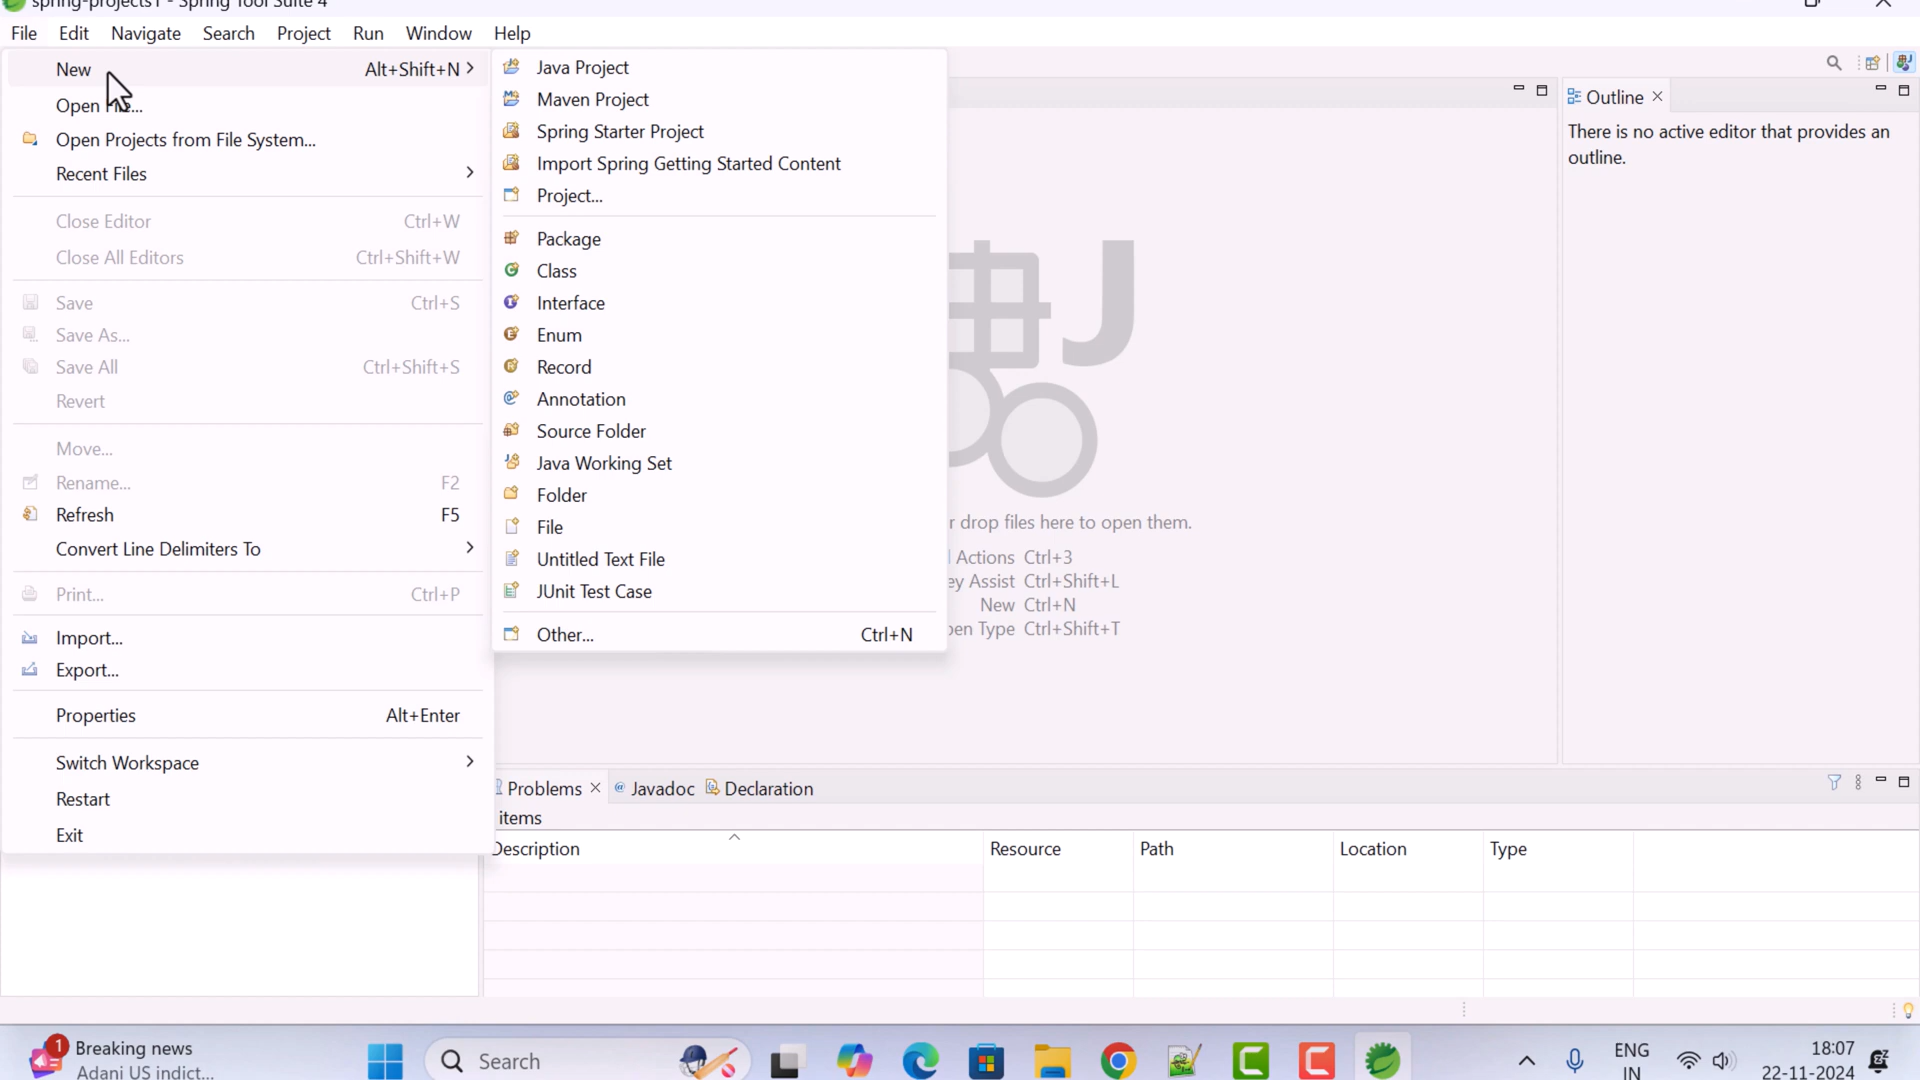 spring-projects1 - Spring Tool Suite 4
File Edit Navigate Search Project Run Window Help
New Alt+Shift+N
Open File...
Open Projects from File System...
Recent Files
Close Editor Ctrl+W
Close All Editors Ctrl+Shift+W
Save Ctrl+S
Save As...
Save All Ctrl+Shift+S
Revert
Move...
Rename... F2
Refresh F5
Convert Line Delimiters To
Print... Ctrl+P
Import...
Export...
Properties Alt+Enter
Switch Workspace
Restart
Exit
Java Project
Maven Project
Spring Starter Project
Import Spring Getting Started Content
Project...
Package
Class
Interface
Enum
Record
Annotation
Source Folder
Java Working Set
Folder
File
Untitled Text File
JUnit Test Case
Other... Ctrl+N
r drop files here to open them.
Actions Ctrl+3
ey Assist Ctrl+Shift+L
New Ctrl+N
pen Type Ctrl+Shift+T
Outline
There is no active editor that provides an
outline.
Problems Javadoc Declaration
items
Description Resource Path Location Type
1 Breaking news
Adani US indict...
Search
ENG
IN
18:07
22-11-2024